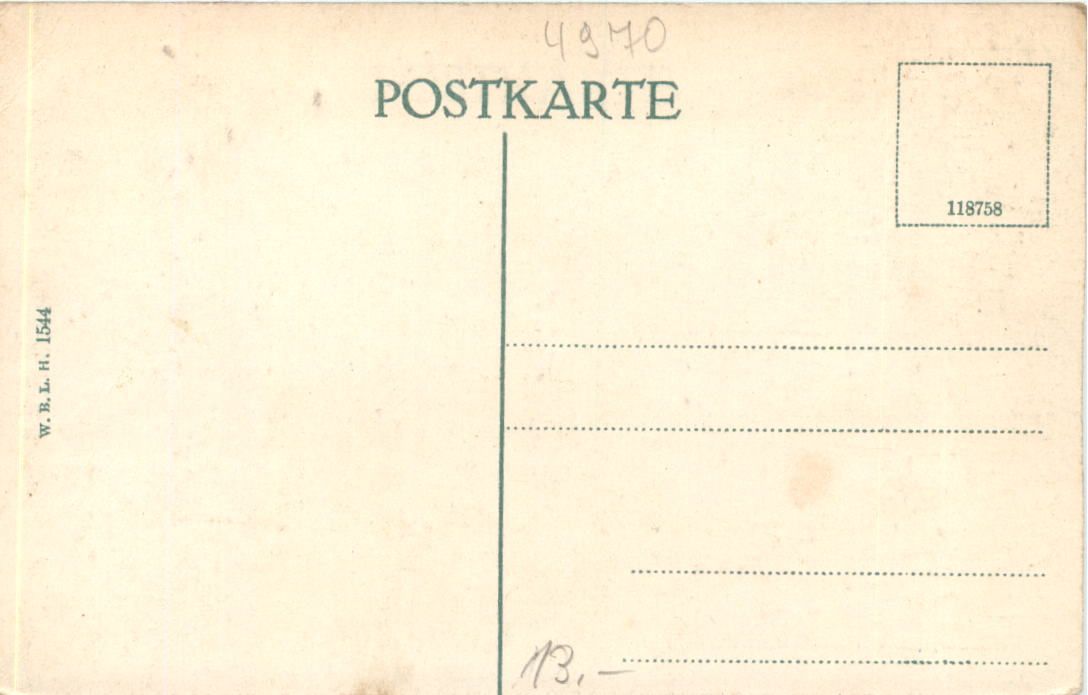 4970
POSTKARTE
118758
W. B. L. H. 1544
13.-